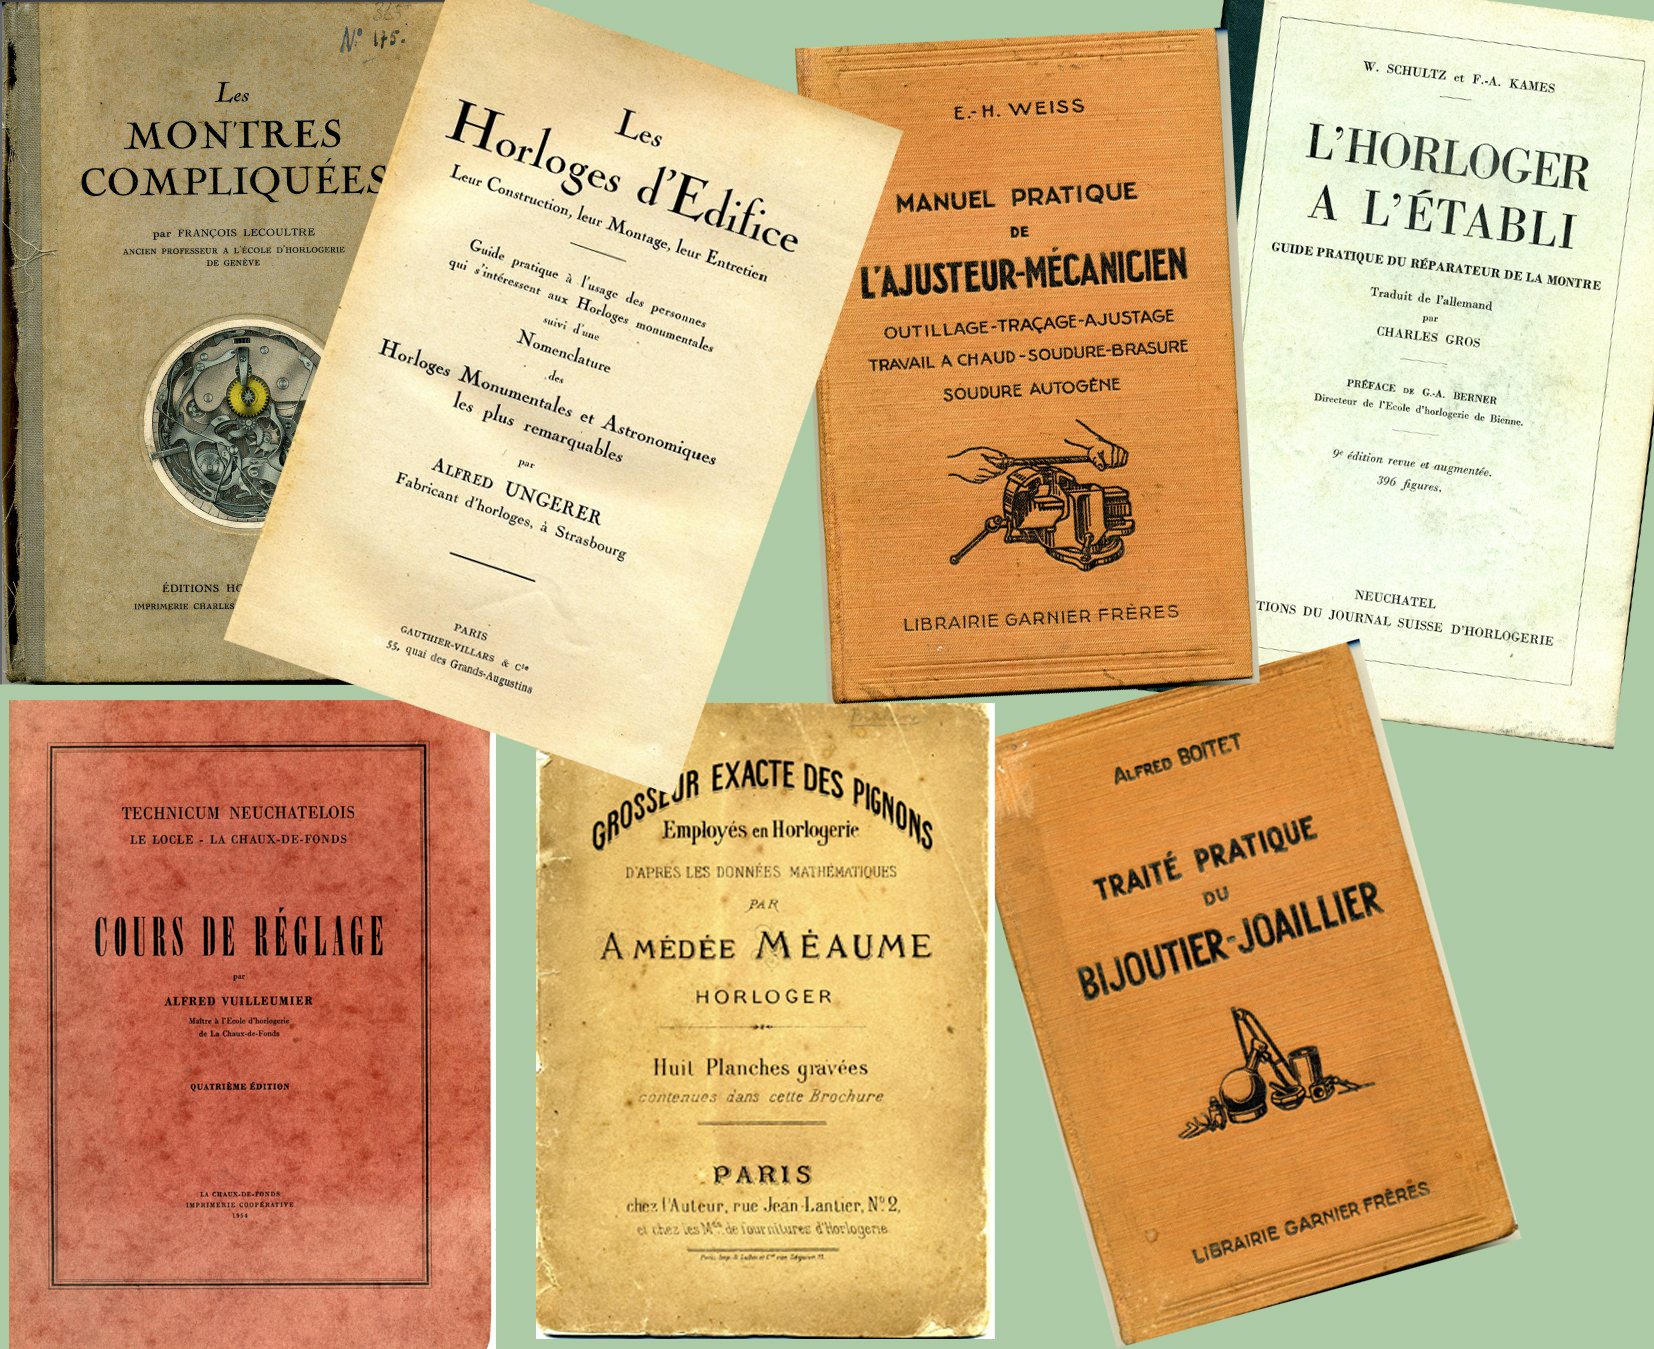 Nº 175.
Les
MONTRES
COMPLIQUÉES
par FRANÇOIS LECOULTRE
ANCIEN PROFESSEUR A L'ÉCOLE D'HORLOGERIE
DE GENÈVE
ÉDITIONS
IMPRIMERIE CHARLES
Les
Horloges d'Edifice
Leur Construction, leur Montage, leur Entretien
Guide pratique à l'usage des personnes
qui s'intéressent aux Horloges monumentales
suivi d'une
Nomenclature
des
Horloges Monumentales et Astronomiques
les plus remarquables
par
ALFRED UNGERER
Fabricant d'horloges, à Strasbourg
PARIS
GAUTHIER-VILLARS & Cie
55, quai des Grands-Augustins
E.-H. WEISS
MANUEL PRATIQUE
DE
L'AJUSTEUR-MÉCANICIEN
OUTILLAGE-TRAÇAGE-AJUSTAGE
TRAVAIL A CHAUD-SOUDURE-BRASURE
SOUDURE AUTOGÈNE
LIBRAIRIE GARNIER FRÈRES
W. SCHULTZ et F.-A. KAMES
L'HORLOGER
A L'ÉTABLI
GUIDE PRATIQUE DU RÉPARATEUR DE LA MONTRE
Traduit de l'allemand
par
CHARLES GROS
PRÉFACE DE G.-A. BERNER
Directeur de l'Ecole d'horlogerie de Bienne.
9e édition revue et augmentée.
396 figures.
NEUCHATEL
TIONS DU JOURNAL SUISSE D'HORLOGERIE
TECHNICUM NEUCHATELOIS
LE LOCLE - LA CHAUX-DE-FONDS
COURS DE RÉGLAGE
par
ALFRED VUILLEUMIER
Maître à l'Ecole d'horlogerie
de La Chaux-de-Fonds
QUATRIÈME ÉDITION
LA CHAUX-DE-FONDS
IMPRIMERIE COOPÉRATIVE
1954
GROSSEUR EXACTE DES PIGNONS
Employés en Horlogerie
D'APRÈS LES DONNÉES MATHÉMATIQUES
PAR
AMÉDÉE MÉAUME
HORLOGER
Huit Planches gravées
contenues dans cette Brochure
PARIS
chez l'Auteur, rue Jean-Lantier, Nº 2,
et chez les Mds de fournitures d'Horlogerie
ALFRED BOITET
TRAITÉ PRATIQUE
DU
BIJOUTIER-JOAILLIER
LIBRAIRIE GARNIER FRÈRES